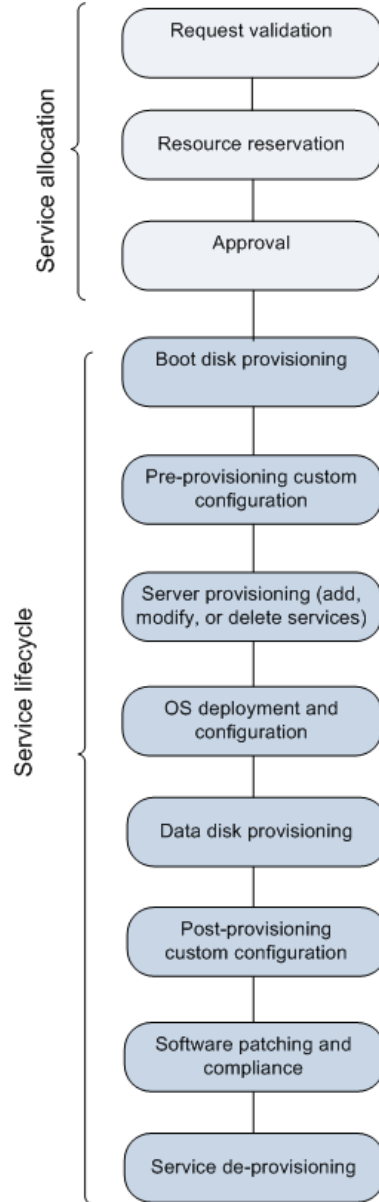 Service allocation
Request validation
Resource reservation
Approval
Service lifecycle
Boot disk provisioning
Pre-provisioning custom
configuration
Server provisioning (add,
modify, or delete services)
OS deployment and
configuration
Data disk provisioning
Post-provisioning
custom configuration
Software patching and
compliance
Service de-provisioning